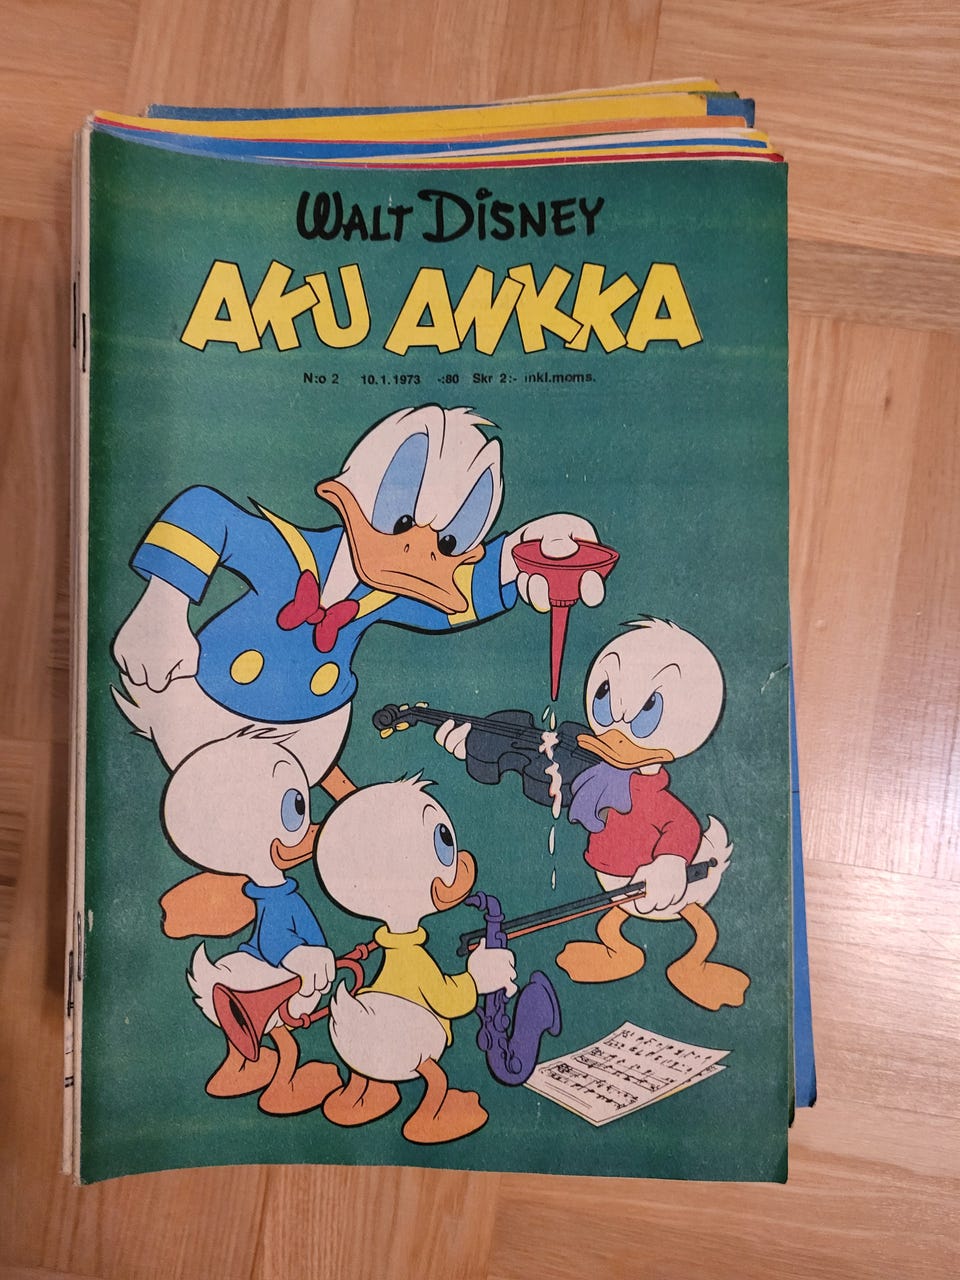 WALT DISNEY
AKU ANKKA
N:o 2 10.1.1973 -:80 Skr 2:- inkl.moms.